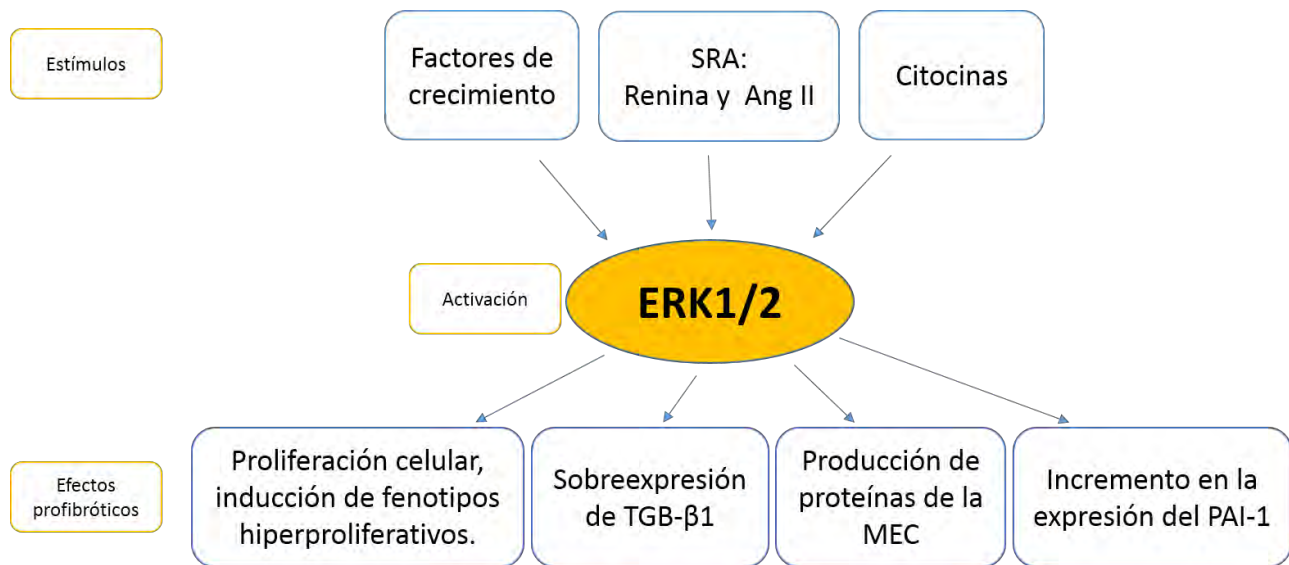 Estímulos
Factores de
crecimiento
SRA:
Renina y Ang II
Citocinas
Activación
ERK1/2
Efectos
profibróticos
Proliferación celular,
inducción de fenotipos
hiperproliferativos.
Sobreexpresión
de TGB-β1
Producción de
proteínas de la
MEC
Incremento en la
expresión del PAI-1